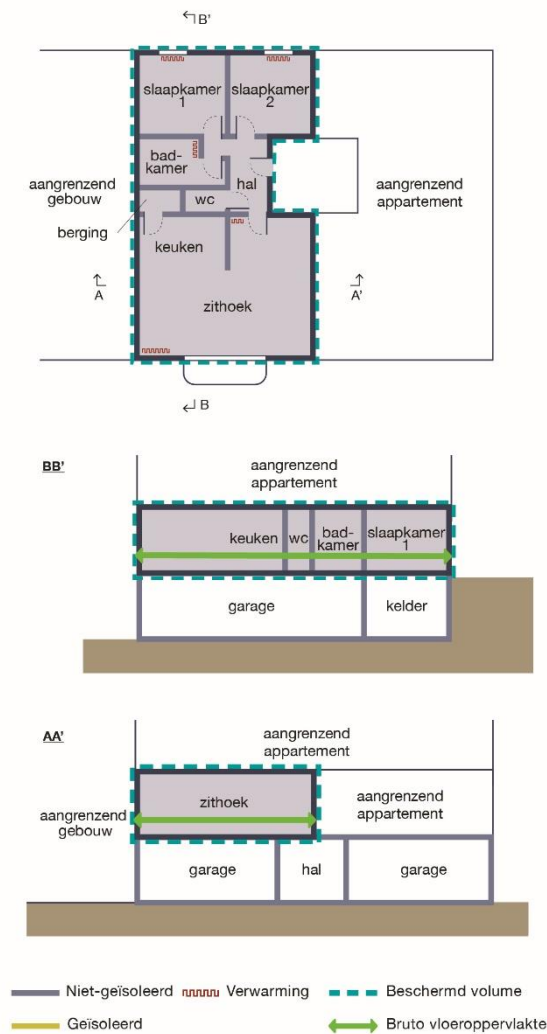 B'
slaapkamer
1
slaapkamer
2
bad-
kamer
aangrenzend
gebouw
hal
aangrenzend
appartement
wc
berging
keuken
A
A'
zithoek
B
BB'
aangrenzend
appartement
keuken
wc
bad-
kamer
slaapkamer
1
garage
kelder
AA'
aangrenzend
appartement
zithoek
aangrenzend
gebouw
aangrenzend
appartement
garage
hal
garage
Niet-geïsoleerd
Verwarming
Beschermd volume
Geïsoleerd
Bruto vloeroppervlakte